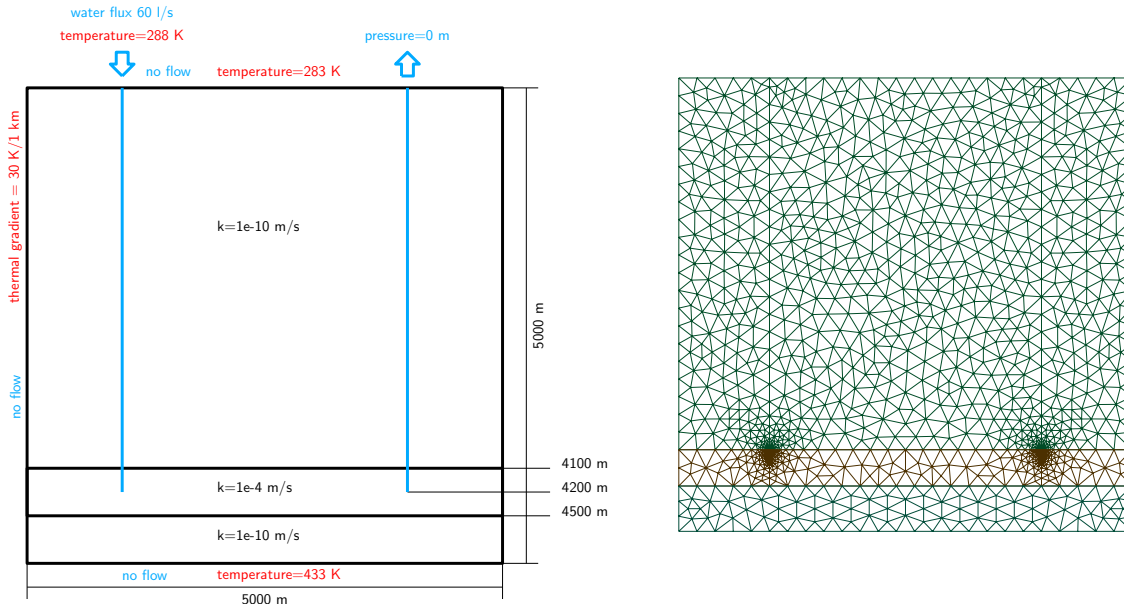 water flux 60 l/s
temperature=288 K
pressure=0 m
no flow
temperature=283 K
thermal gradient = 30 K/1 km
k=1e-10 m/s
5000 m
no flow
4100 m
k=1e-4 m/s
4200 m
4500 m
k=1e-10 m/s
no flow
temperature=433 K
5000 m